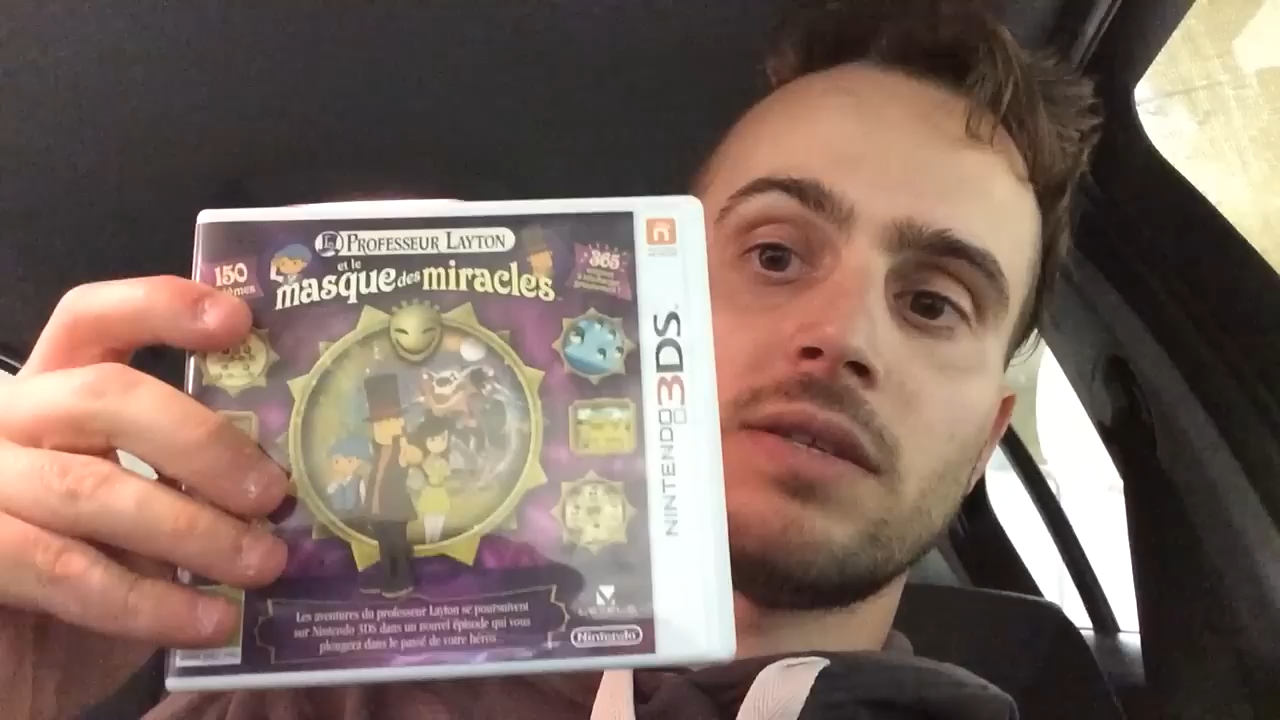 PROFESSEUR LAYTON
et le
masque des miracles
150
365
NINTENDO 3DS
Les aventures du professeur Layton se poursuivent
sur Nintendo 3DS dans un nouvel épisode qui vous
plongera dans le passé de votre héros
LEVEL5
Nintendo